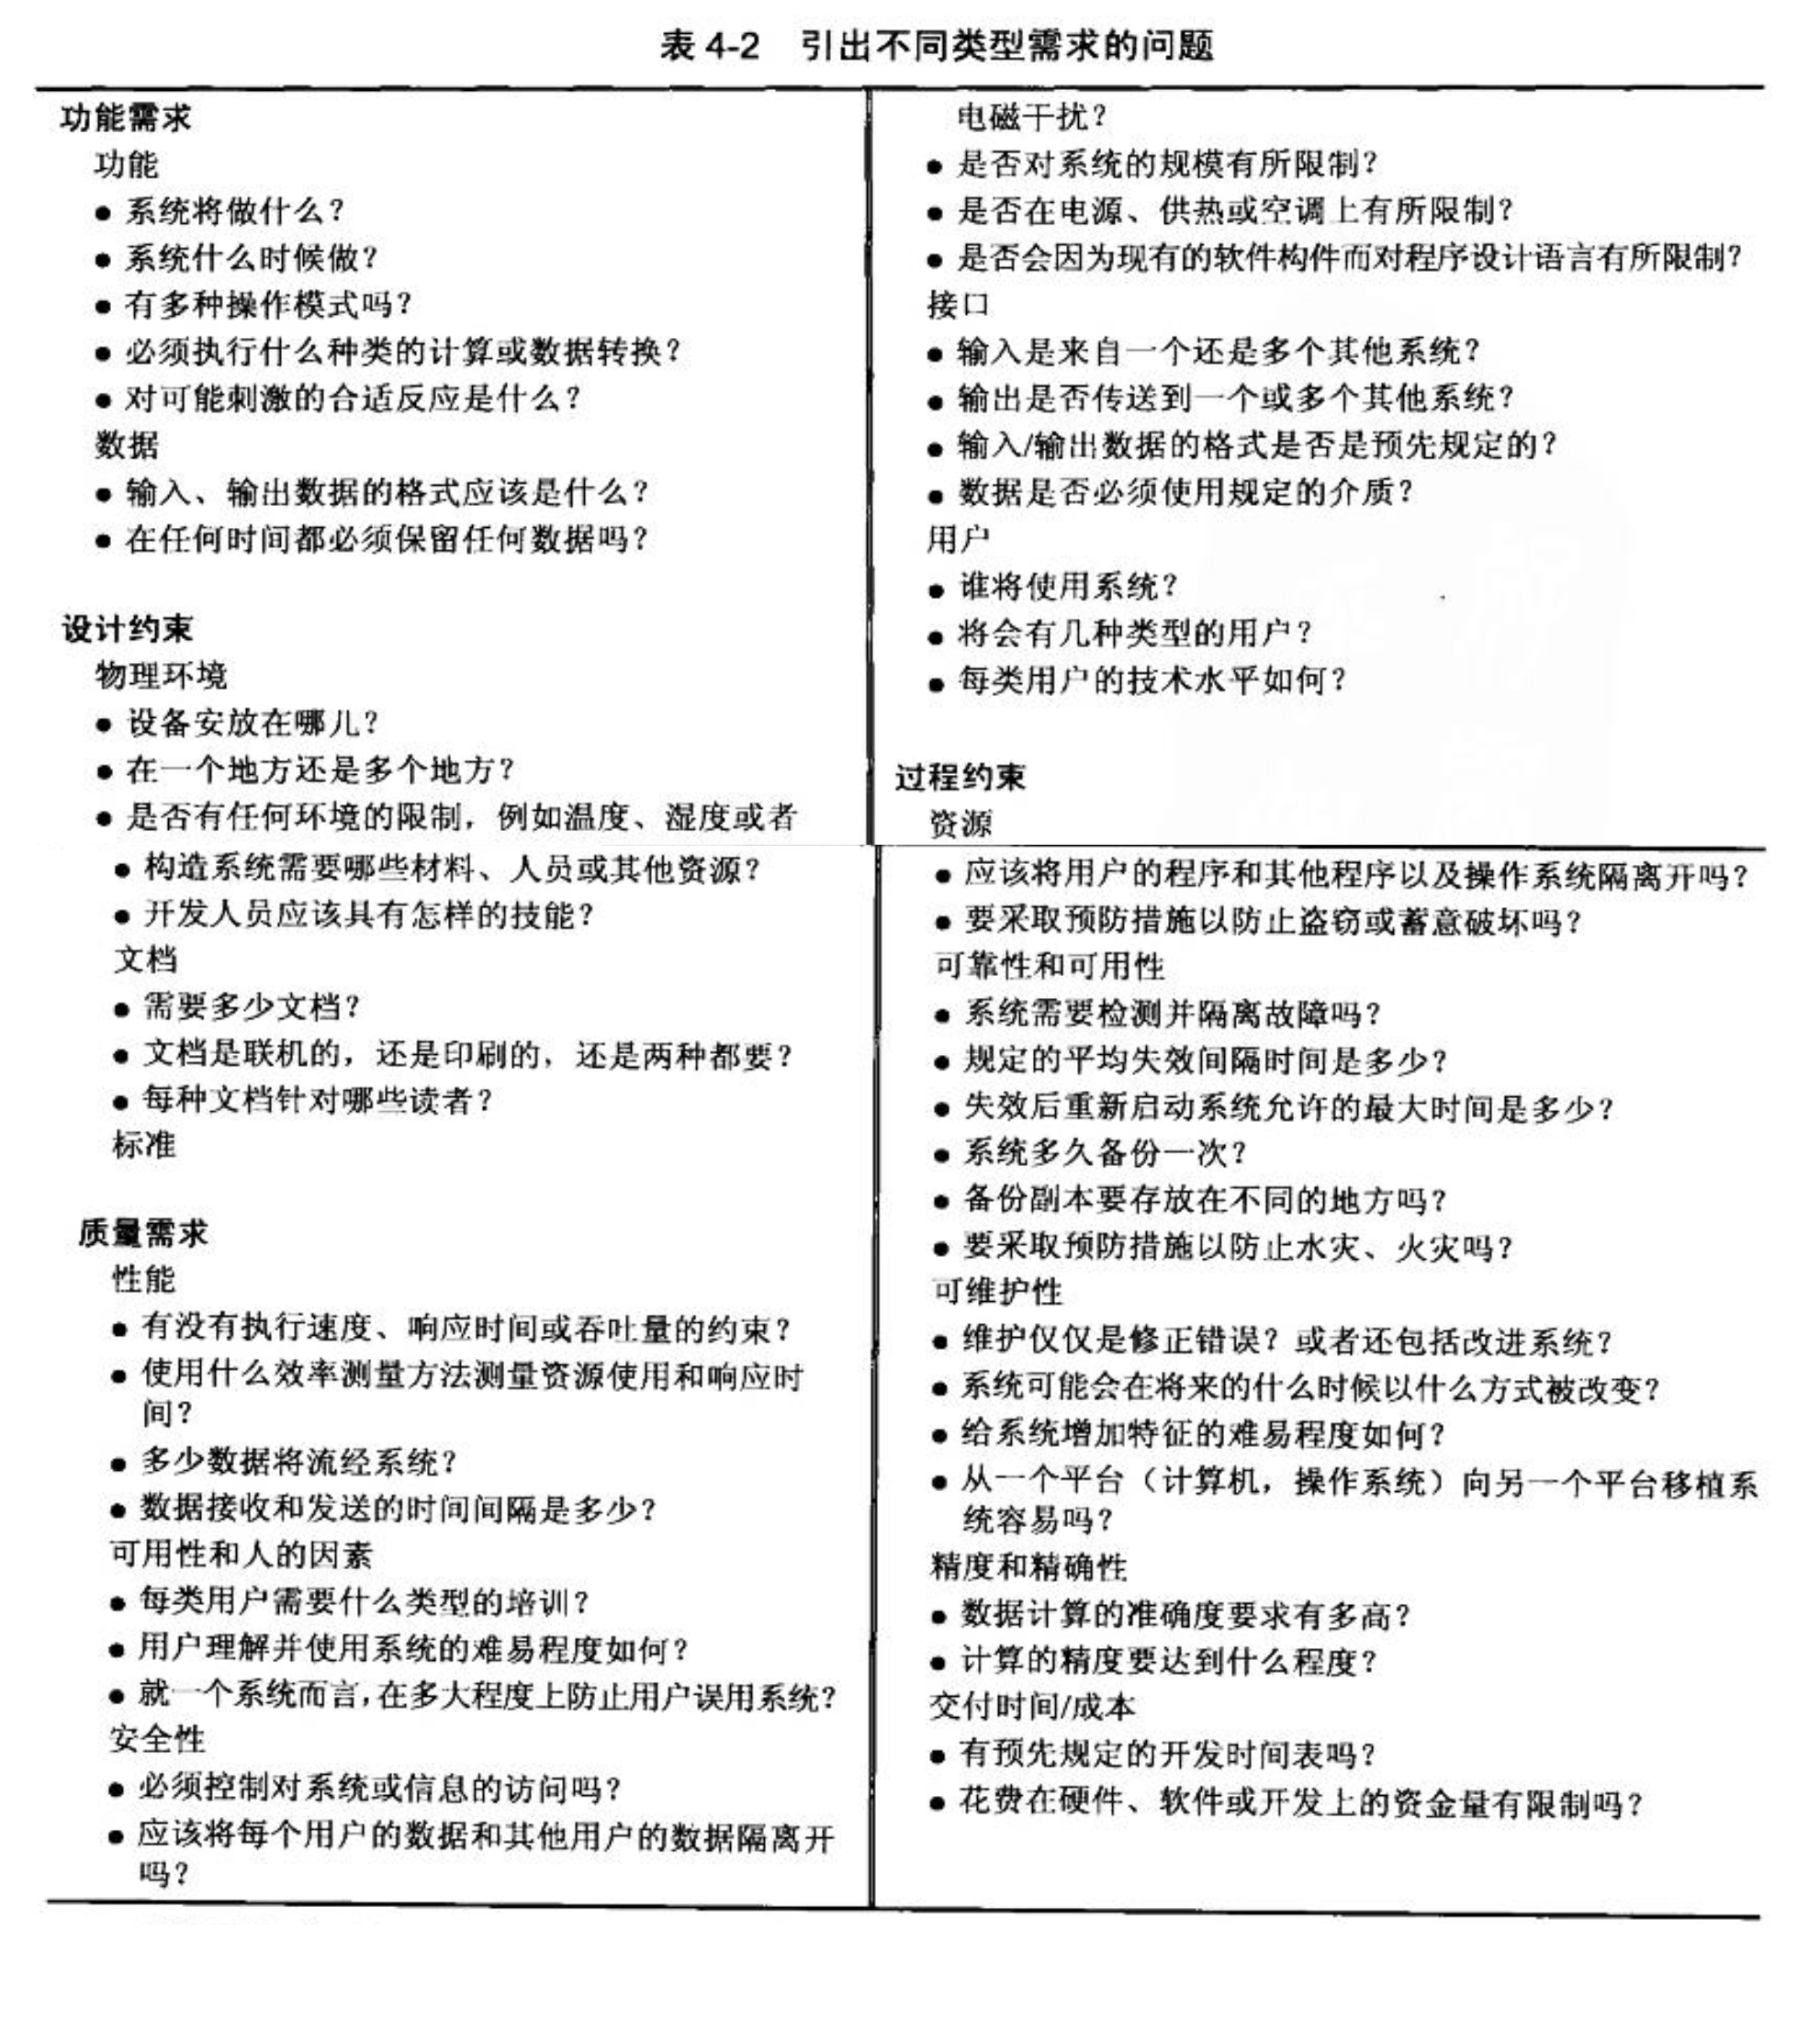 表 4-2 引出不同类型需求的问题
功能需求
功能
● 系统将做什么?
● 系统什么时候做?
● 有多种操作模式吗?
● 必须执行什么种类的计算或数据转换?
● 对可能刺激的合适反应是什么?
数据
● 输入、输出数据的格式应该是什么?
● 在任何时间都必须保留任何数据吗?
设计约束
物理环境
● 设备安放在哪儿?
● 在一个地方还是多个地方?
● 是否有任何环境的限制，例如温度、湿度或者
电磁干扰?
● 是否对系统的规模有所限制?
● 是否在电源、供热或空调上有所限制?
● 是否会因为现有的软件构件而对程序设计语言有所限制?
接口
● 输入是来自一个还是多个其他系统?
● 输出是否传送到一个或多个其他系统?
● 输入/输出数据的格式是否是预先规定的?
● 数据是否必须使用规定的介质?
用户
● 谁将使用系统?
● 将会有几种类型的用户?
● 每类用户的技术水平如何?
过程约束
资源
● 构造系统需要哪些材料、人员或其他资源?
● 开发人员应该具有怎样的技能?
文档
● 需要多少文档?
● 文档是联机的，还是印刷的，还是两种都要?
● 每种文档针对哪些读者?
标准
质量需求
性能
● 有没有执行速度、响应时间或吞吐量的约束?
● 使用什么效率测量方法测量资源使用和响应时
间?
● 多少数据将流经系统?
● 数据接收和发送的时间间隔是多少?
可用性和人的因素
● 每类用户需要什么类型的培训?
● 用户理解并使用系统的难易程度如何?
● 就一个系统而言，在多大程度上防止用户误用系统?
安全性
● 必须控制对系统或信息的访问吗?
● 应该将每个用户的数据和其他用户的数据隔离开
吗?
● 应该将用户的程序和其他程序以及操作系统隔离开吗?
● 要采取预防措施以防止盗窃或蓄意破坏吗?
可靠性和可用性
● 系统需要检测并隔离故障吗?
● 规定的平均失效间隔时间是多少?
● 失效后重新启动系统允许的最大时间是多少?
● 系统多久备份一次?
● 备份副本要存放在不同的地方吗?
● 要采取预防措施以防止水灾、火灾吗?
可维护性
● 维护仅仅是修正错误? 或者还包括改进系统?
● 系统可能会在将来的什么时候以什么方式被改变?
● 给系统增加特征的难易程度如何?
● 从一个平台（计算机，操作系统）向另一个平台移植系
统容易吗?
精度和精确性
● 数据计算的准确度要求有多高?
● 计算的精度要达到什么程度?
交付时间/成本
● 有预先规定的开发时间表吗?
● 花费在硬件、软件或开发上的资金量有限制吗?